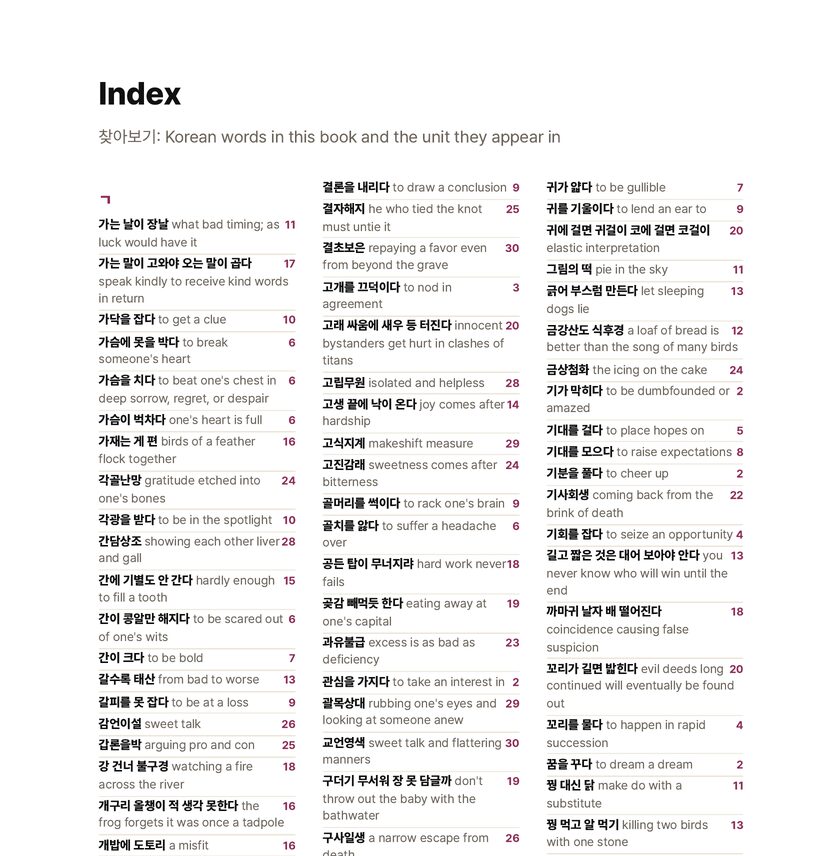 Index
찾아보기: Korean words in this book and the unit they appear in
ㄱ
가는 날이 장날 what bad timing; as 11
luck would have it
가는 말이 고와야 오는 말이 곱다 17
speak kindly to receive kind words
in return
가닥을 잡다 to get a clue 10
가슴에 못을 박다 to break 6
someone's heart
가슴을 치다 to beat one's chest in 6
deep sorrow, regret, or despair
가슴이 벅차다 one's heart is full 6
가재는 게 편 birds of a feather 16
flock together
각골난망 gratitude etched into 24
one's bones
각광을 받다 to be in the spotlight 10
간담상조 showing each other liver 28
and gall
간에 기별도 안 간다 hardly enough 15
to fill a tooth
간이 콩알만 해지다 to be scared out 6
of one's wits
간이 크다 to be bold 7
갈수록 태산 from bad to worse 13
갈피를 못 잡다 to be at a loss 9
감언이설 sweet talk 26
갑론을박 arguing pro and con 25
강 건너 불구경 watching a fire 18
across the river
개구리 올챙이 적 생각 못한다 the 16
frog forgets it was once a tadpole
개밥에 도토리 a misfit 16
결론을 내리다 to draw a conclusion 9
결자해지 he who tied the knot 25
must untie it
결초보은 repaying a favor even 30
from beyond the grave
고개를 끄덕이다 to nod in 3
agreement
고래 싸움에 새우 등 터진다 innocent 20
bystanders get hurt in clashes of
titans
고립무원 isolated and helpless 28
고생 끝에 낙이 온다 joy comes after 14
hardship
고식지계 makeshift measure 29
고진감래 sweetness comes after 24
bitterness
골머리를 썩이다 to rack one's brain 9
골치를 앓다 to suffer a headache 6
over
공든 탑이 무너지랴 hard work never 18
fails
곶감 빼먹듯 한다 eating away at 19
one's capital
과유불급 excess is as bad as 23
deficiency
관심을 가지다 to take an interest in 2
괄목상대 rubbing one's eyes and 29
looking at someone anew
교언영색 sweet talk and flattering 30
manners
구더기 무서워 장 못 담글까 don't 19
throw out the baby with the
bathwater
구사일생 a narrow escape from 26
death
귀가 얇다 to be gullible 7
귀를 기울이다 to lend an ear to 9
귀에 걸면 귀걸이 코에 걸면 코걸이 20
elastic interpretation
그림의 떡 pie in the sky 11
긁어 부스럼 만든다 let sleeping 13
dogs lie
금강산도 식후경 a loaf of bread is 12
better than the song of many birds
금상첨화 the icing on the cake 24
기가 막히다 to be dumbfounded or 2
amazed
기대를 걸다 to place hopes on 5
기대를 모으다 to raise expectations 8
기분을 풀다 to cheer up 2
기사회생 coming back from the 22
brink of death
기회를 잡다 to seize an opportunity 4
길고 짧은 것은 대어 보아야 안다 you 13
never know who will win until the
end
까마귀 날자 배 떨어진다 18
coincidence causing false
suspicion
꼬리가 길면 밟힌다 evil deeds long 20
continued will eventually be found
out
꼬리를 물다 to happen in rapid 4
succession
꿈을 꾸다 to dream a dream 2
꿩 대신 닭 make do with a 11
substitute
꿩 먹고 알 먹기 killing two birds 13
with one stone